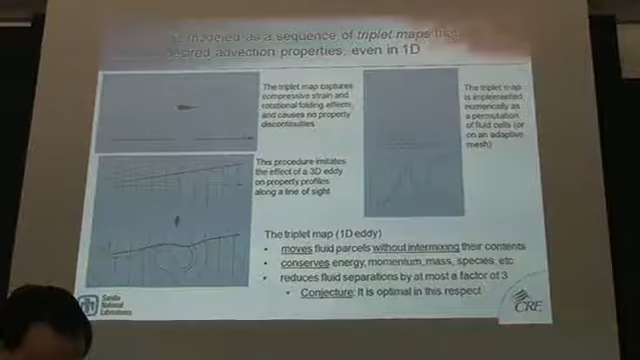 modeled as a sequence of triplet maps
desired advection properties, even in 1D
The triplet map captures
compressive strain and
rotational folding effects,
and causes no property
discontinuities
The triplet map
is implemented
numerically as
a permutation
of fluid cells (or
on an adaptive
mesh)
This procedure imitates
the effect of a 3D eddy
on property profiles
along a line of sight
The triplet map (1D eddy)
• moves fluid parcels without intermixing their contents
• conserves energy, momentum, mass, species, etc
• reduces fluid separations by at most a factor of 3
• Conjecture: It is optimal in this respect
Sandia
National
Laboratories
CRF